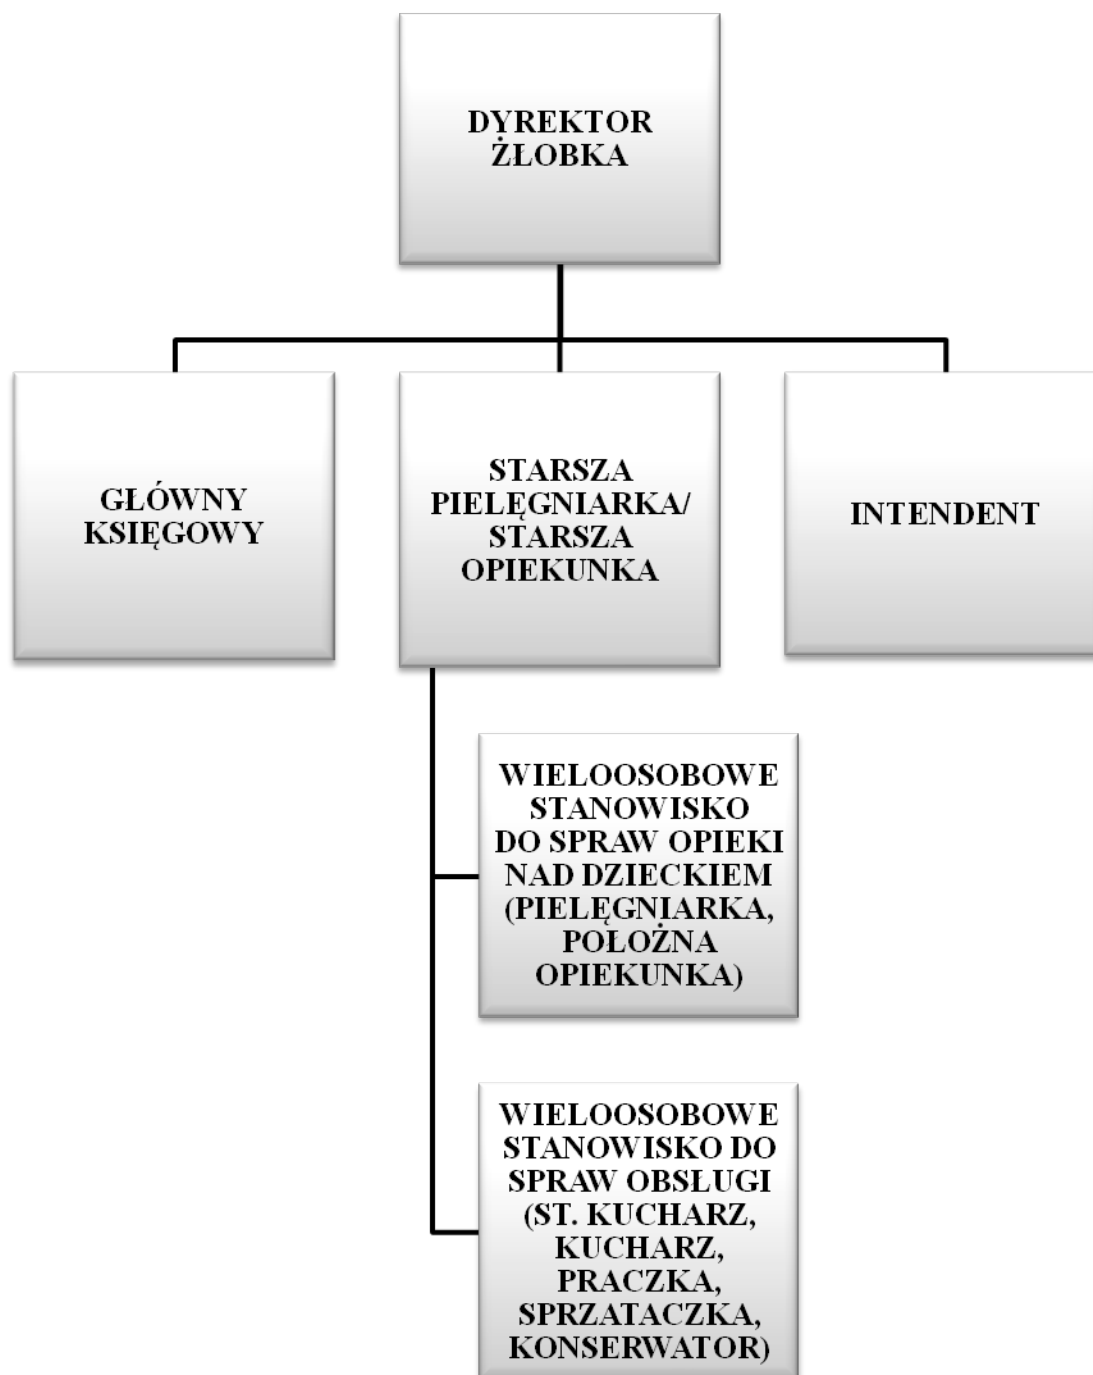 DYREKTOR
ŻŁOBKA
GŁÓWNY
KSIĘGOWY
STARSZA
PIELĘGNIARKA/
STARSZA
OPIEKUNKA
INTENDENT
WIELOOSOBOWE
STANOWISKO
DO SPRAW OPIEKI
NAD DZIECKIEM
(PIELĘGNIARKA,
POŁOŻNA
OPIEKUNKA)
WIELOOSOBOWE
STANOWISKO DO
SPRAW OBSŁUGI
(ST. KUCHARZ,
KUCHARZ,
PRACZKA,
SPRZATACZKA,
KONSERWATOR)